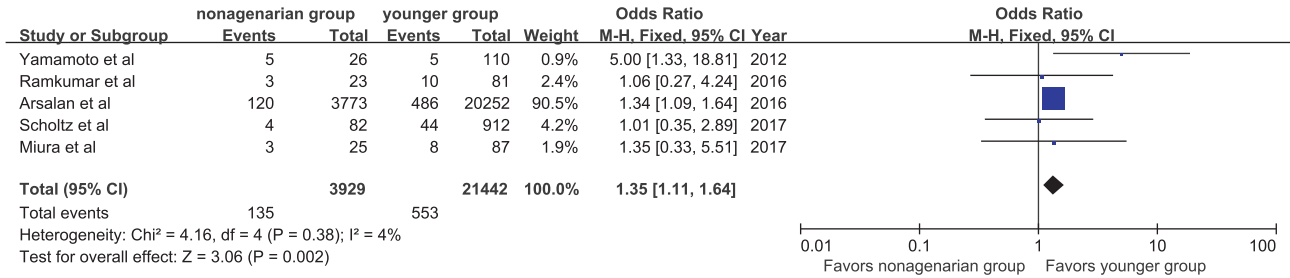 nonagenarian group younger group Odds Ratio Odds Ratio
Study or Subgroup Events Total Events Total Weight M-H, Fixed, 95% CI Year M-H, Fixed, 95% CI
Yamamoto et al 5 26 5 110 0.9% 5.00 [1.33, 18.81] 2012
Ramkumar et al 3 23 10 81 2.4% 1.06 [0.27, 4.24] 2016
Arsalan et al 120 3773 486 20252 90.5% 1.34 [1.09, 1.64] 2016
Scholtz et al 4 82 44 912 4.2% 1.01 [0.35, 2.89] 2017
Miura et al 3 25 8 87 1.9% 1.35 [0.33, 5.51] 2017
Total (95% CI) 3929 21442 100.0% 1.35 [1.11, 1.64]
Total events 135 553
Heterogeneity: Chi² = 4.16, df = 4 (P = 0.38); I² = 4%
Test for overall effect: Z = 3.06 (P = 0.002)
0.01 0.1 1 10 100
Favors nonagenarian group Favors younger group